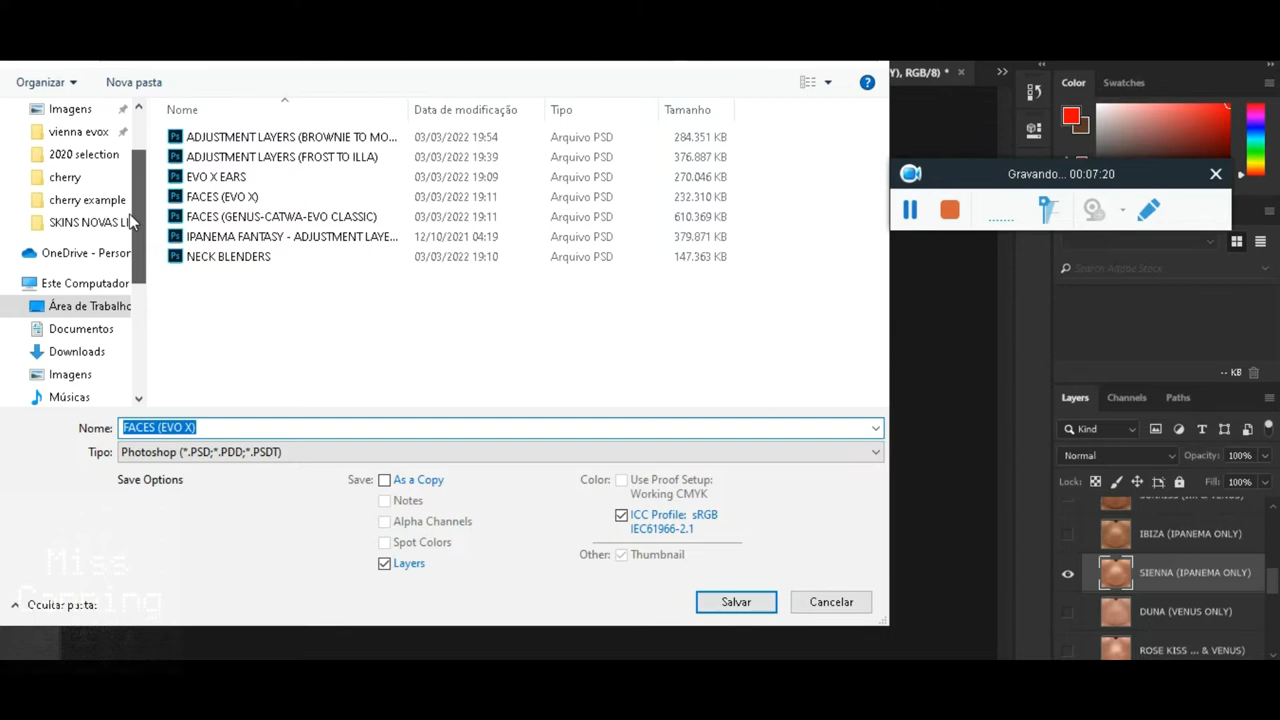 Organizar
Nova pasta
?
Y), RGB/8) *
Color
Swatches
Imagens
vienna evox
2020 selection
cherry
cherry example
SKINS NOVAS LI
OneDrive - Person
Este Computador
Área de Trabalho
Documentos
Downloads
Imagens
Músicas
Nome
Data de modificação
Tipo
Tamanho
ADJUSTMENT LAYERS (BROWNIE TO MO...
03/03/2022 19:54
Arquivo PSD
284.351 KB
ADJUSTMENT LAYERS (FROST TO ILLA)
03/03/2022 19:39
Arquivo PSD
376.887 KB
EVO X EARS
03/03/2022 19:09
Arquivo PSD
270.046 KB
FACES (EVO X)
03/03/2022 19:11
Arquivo PSD
232.310 KB
FACES (GENUS-CATWA-EVO CLASSIC)
03/03/2022 19:11
Arquivo PSD
610.369 KB
IPANEMA FANTASY - ADJUSTMENT LAYE...
12/10/2021 04:19
Arquivo PSD
379.871 KB
NECK BLENDERS
03/03/2022 19:10
Arquivo PSD
147.363 KB
Gravando... 00:07:20
Search Adobe Stock
-- KB
Nome: FACES (EVO X)
Tipo: Photoshop (*.PSD;*.PDD;*.PSDT)
Save Options
Save:
As a Copy
Notes
Alpha Channels
Spot Colors
Layers
Color:
Use Proof Setup:
Working CMYK
ICC Profile: sRGB
IEC61966-2.1
Other:
Thumbnail
Miss
Ocultar pastas
Salvar
Cancelar
Layers
Channels
Paths
Kind
Normal
Opacity: 100%
Lock:
Fill: 100%
IBIZA (IPANEMA ONLY)
SIENNA (IPANEMA ONLY)
DUNA (VENUS ONLY)
ROSE KISS ... & VENUS)